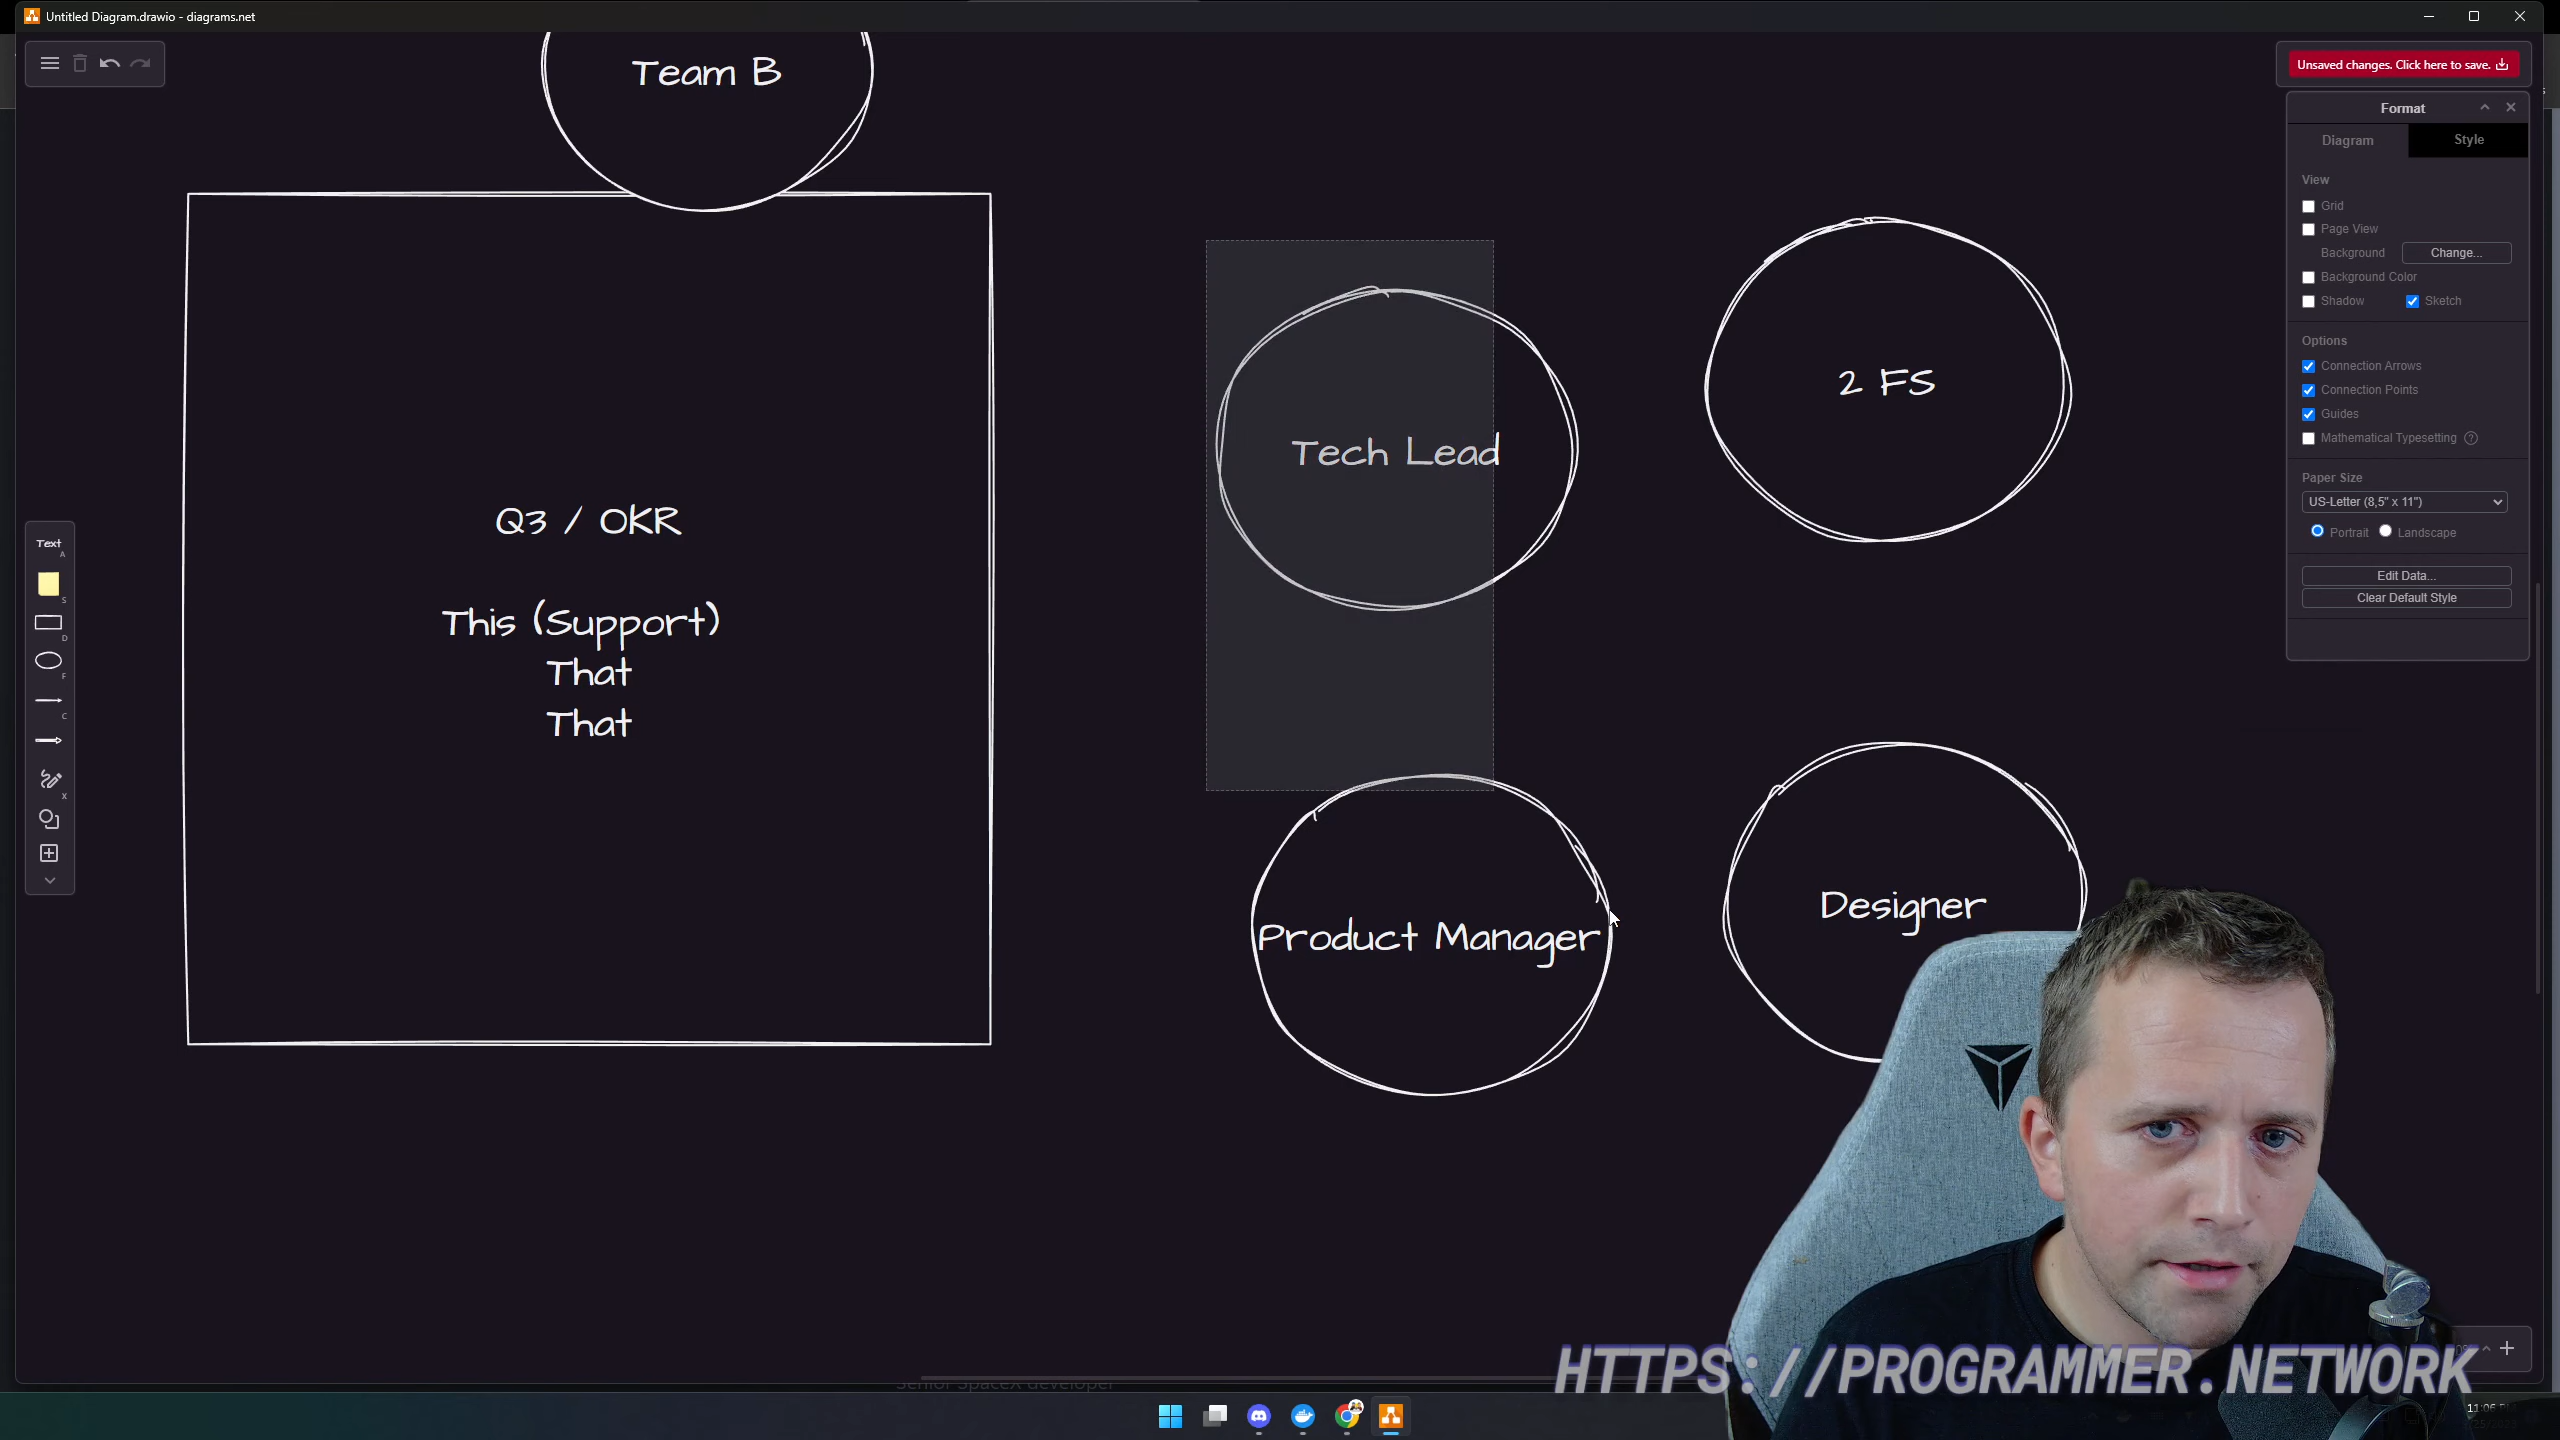 Untitled Diagram.drawio - diagrams.net
Unsaved changes. Click here to save.
Team B
Format
Diagram
Style
View
Grid
Page View
Background
Change...
Background Color
Shadow
Sketch
Options
Connection Arrows
Connection Points
Guides
Mathematical Typesetting
?
Paper Size
US-Letter (8,5" x 11")
Portrait
Landscape
Edit Data...
Clear Default Style
2 FS
Tech Lead
Q3 / OKR
This (Support)
That
That
Text
A
S
D
F
C
X
Designer
Product Manager
HTTPS://PROGRAMMER.NETWORK
Senior SpaceX developer